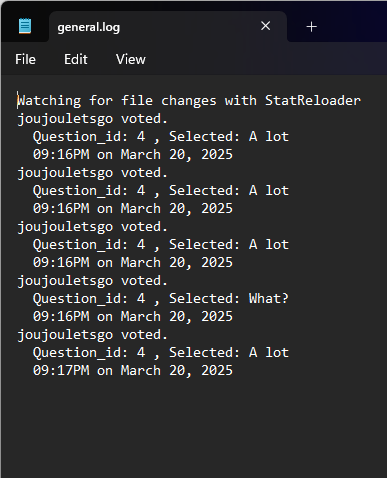 general.log
File Edit View
Watching for file changes with StatReloader
joujouletsgo voted.
Question_id: 4 , Selected: A lot
09:16PM on March 20, 2025
joujouletsgo voted.
Question_id: 4 , Selected: A lot
09:16PM on March 20, 2025
joujouletsgo voted.
Question_id: 4 , Selected: A lot
09:16PM on March 20, 2025
joujouletsgo voted.
Question_id: 4 , Selected: What?
09:16PM on March 20, 2025
joujouletsgo voted.
Question_id: 4 , Selected: A lot
09:17PM on March 20, 2025